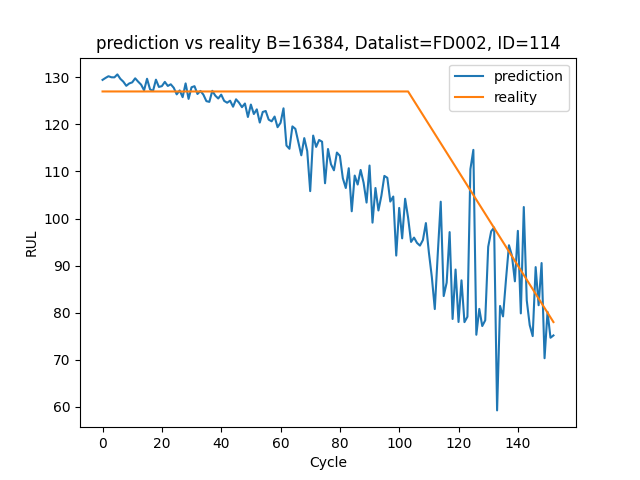 prediction vs reality B=16384, Datalist=FD002, ID=114
prediction
reality
RUL
130
120
110
100
90
80
70
60
0 20 40 60 80 100 120 140
Cycle